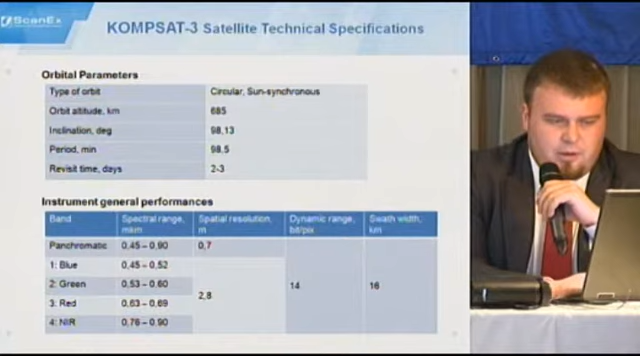 ScanEx
KOMPSAT-3 Satellite Technical Specifications
Orbital Parameters
Type of orbit Circular, Sun-synchronous
Orbit altitude, km 685
Inclination, deg 98,13
Period, min 98.5
Revisit time, days 2-3
Instrument general performances
Band Spectral range, mkm Spatial resolution, m Dynamic range, bit/pix Swath width, km
Panchromatic 0,45 – 0,90 0,7 14 16
1: Blue 0,45 – 0,52 2,8
2: Green 0,53 – 0,60
3: Red 0,63 – 0,69
4: NIR 0,76 – 0,90